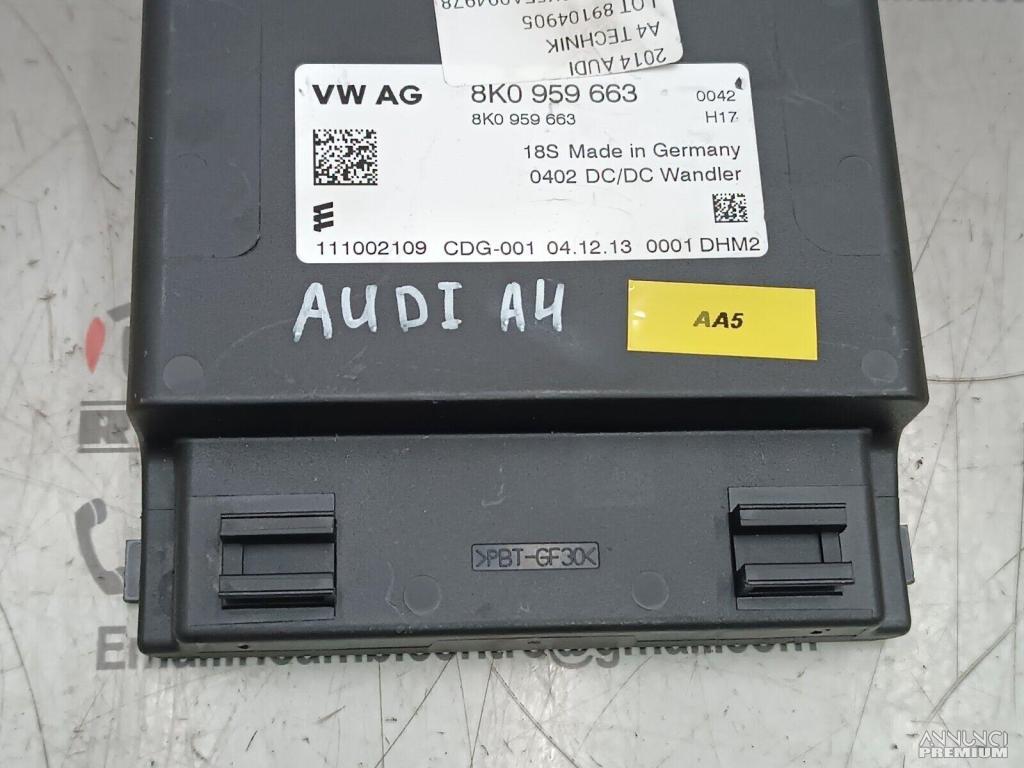 LOT 89104905
A4 TECHNIK
2014 AUDI
VW AG 8K0 959 663 0042
8K0 959 663 H17
18S Made in Germany
0402 DC/DC Wandler
111002109 CDG-001 04.12.13 0001 DHM2
AUDI A4
AA5
>PBT-GF30<
ANNUNCI
PREMIUM